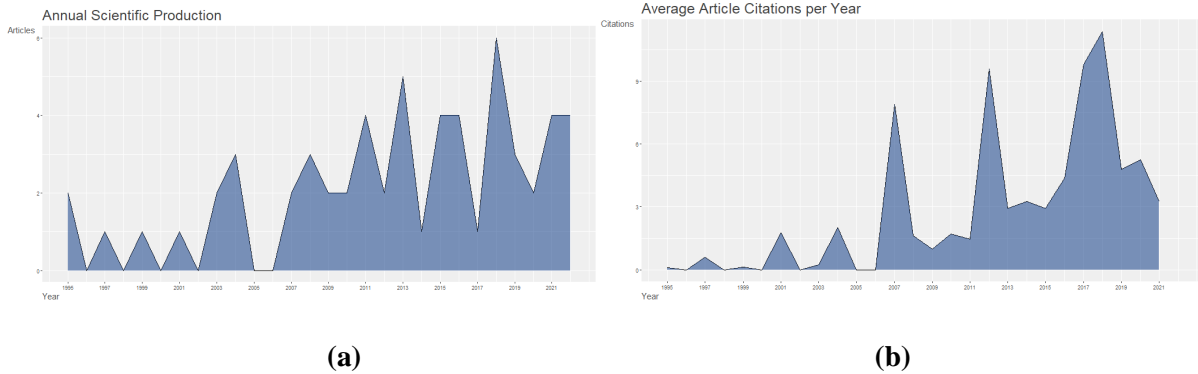 Annual Scientific Production
Articles
6
4
2
0
1995 1997 1999 2001 2003 2005 2007 2009 2011 2013 2015 2017 2019 2021
Year
(a)
Average Article Citations per Year
Citations
9
6
3
0
1995 1997 1999 2001 2003 2005 2007 2009 2011 2013 2015 2017 2019 2021
Year
(b)